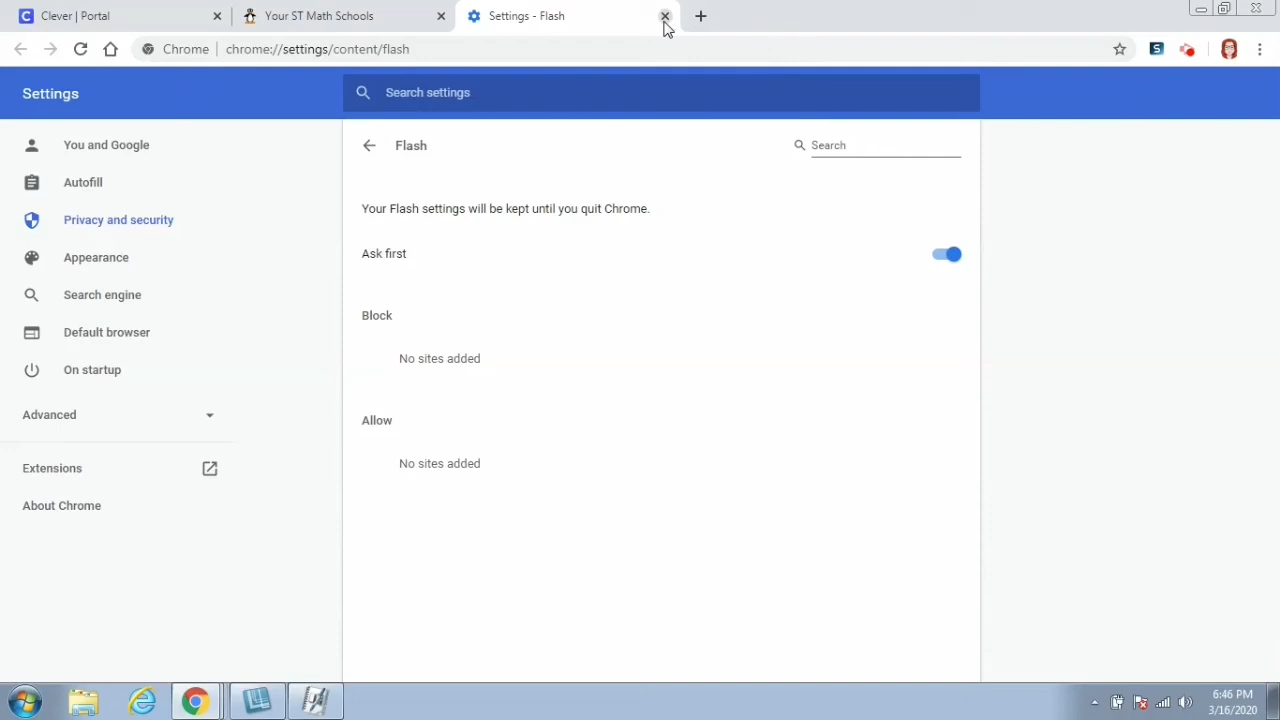 Clever | Portal
Your ST Math Schools
Settings - Flash
Chrome
chrome://settings/content/flash
Settings
Search settings
You and Google
Autofill
Privacy and security
Appearance
Search engine
Default browser
On startup
Advanced
Extensions
About Chrome
Flash
Search
Your Flash settings will be kept until you quit Chrome.
Ask first
Block
No sites added
Allow
No sites added
6:46 PM
3/16/2020